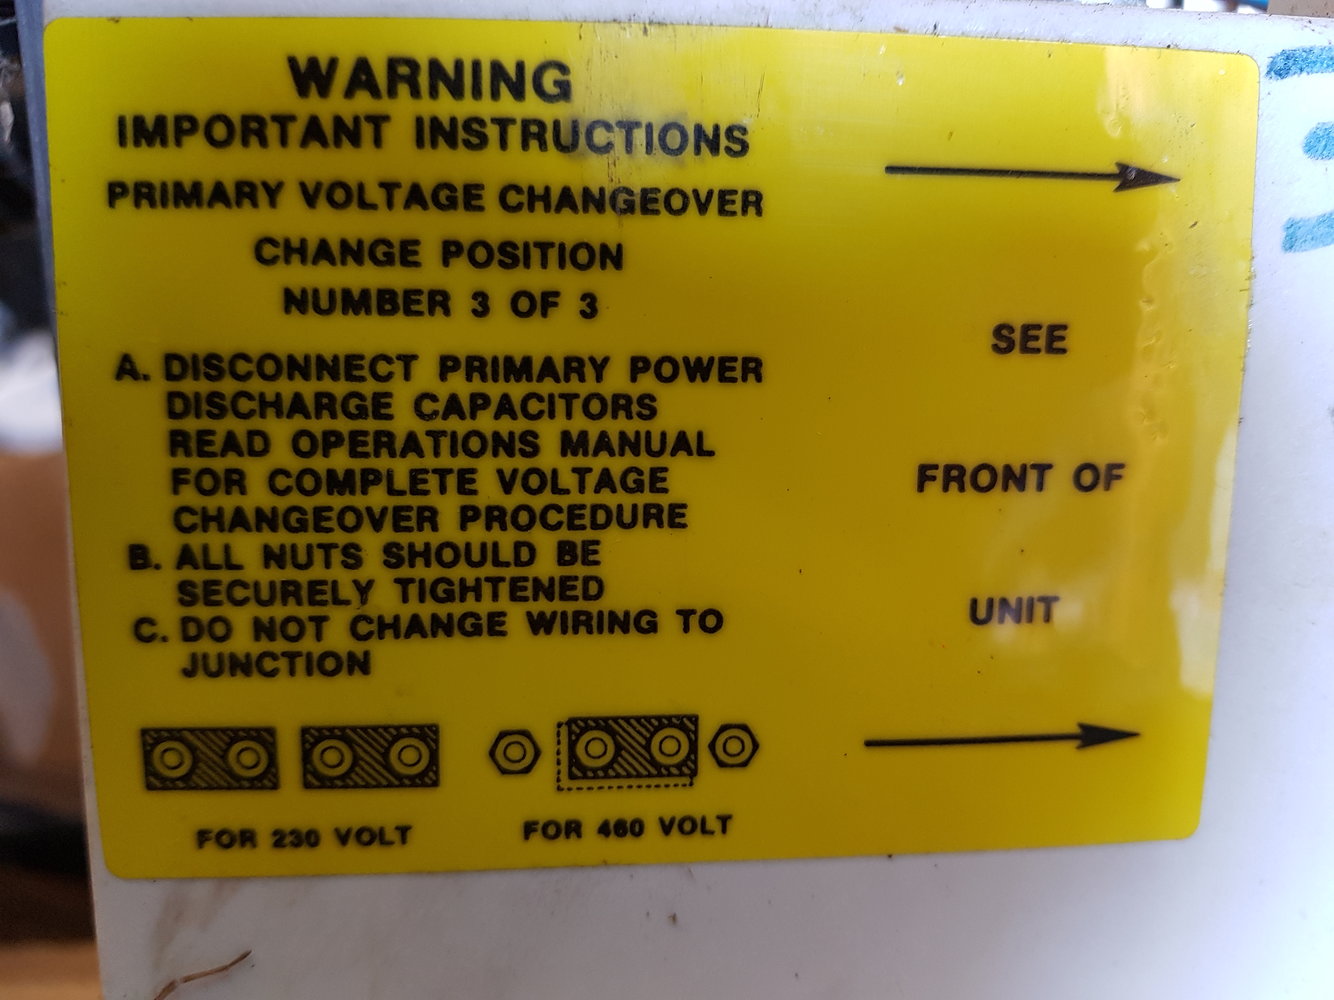 WARNING
IMPORTANT INSTRUCTIONS
PRIMARY VOLTAGE CHANGEOVER
CHANGE POSITION
NUMBER 3 OF 3
A. DISCONNECT PRIMARY POWER
DISCHARGE CAPACITORS
READ OPERATIONS MANUAL
FOR COMPLETE VOLTAGE
CHANGEOVER PROCEDURE
B. ALL NUTS SHOULD BE
SECURELY TIGHTENED
C. DO NOT CHANGE WIRING TO
JUNCTION
FOR 230 VOLT
FOR 460 VOLT
SEE
FRONT OF
UNIT